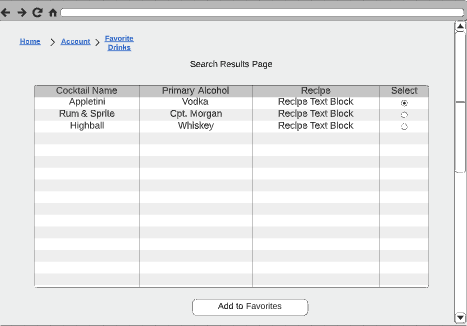 Home > Account > Favorite Drinks
Search Results Page
Cocktail Name Primary Alcohol Recipe Select
Appletini Vodka Recipe Text Block
Rum & Sprite Cpt. Morgan Recipe Text Block
Highball Whiskey Recipe Text Block
Add to Favorites